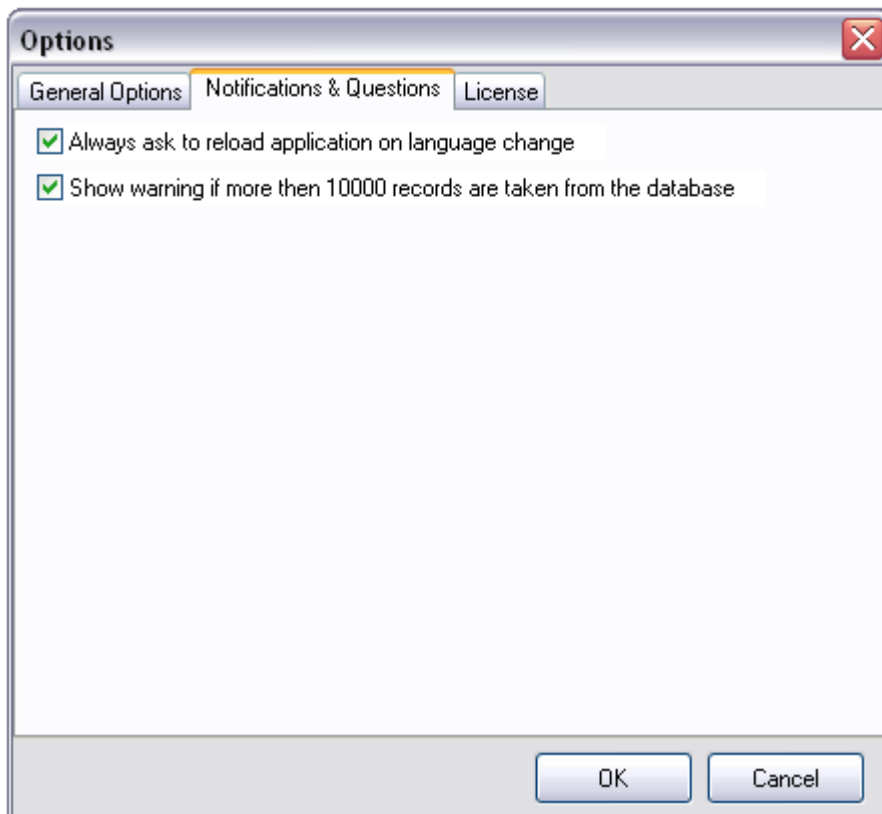 Options
General Options Notifications & Questions License
Always ask to reload application on language change
Show warning if more then 10000 records are taken from the database
OK Cancel